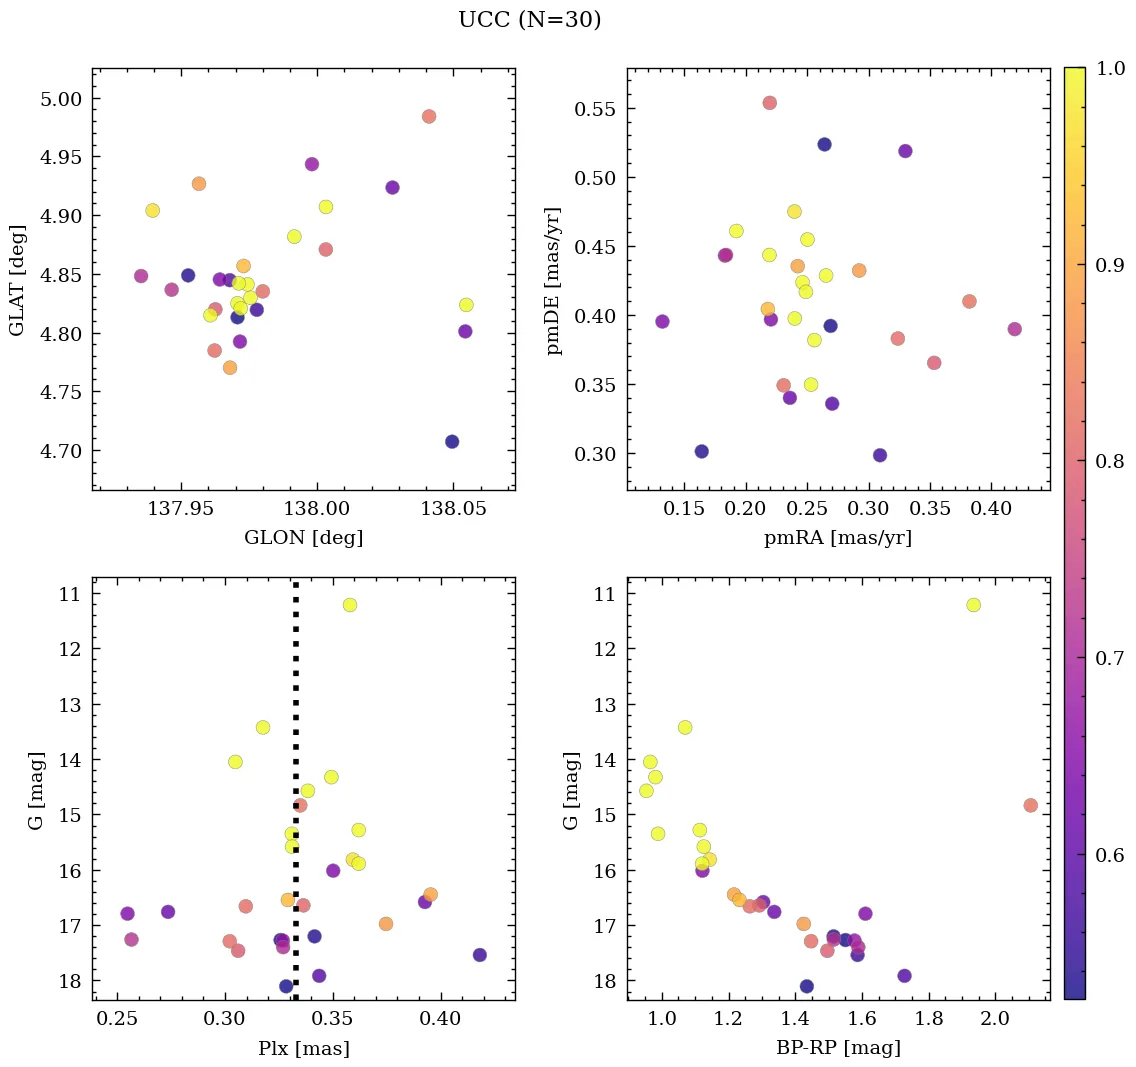 UCC (N=30)
5.00
4.95
4.90
4.85
4.80
4.75
4.70
GLAT [deg]
137.95 138.00 138.05
GLON [deg]
0.55
0.50
0.45
0.40
0.35
0.30
pmDE [mas/yr]
0.15 0.20 0.25 0.30 0.35 0.40
pmRA [mas/yr]
1.0
0.9
0.8
0.7
0.6
11
12
13
14
15
16
17
18
G [mag]
0.25 0.30 0.35 0.40
Plx [mas]
11
12
13
14
15
16
17
18
G [mag]
1.0 1.2 1.4 1.6 1.8 2.0
BP-RP [mag]